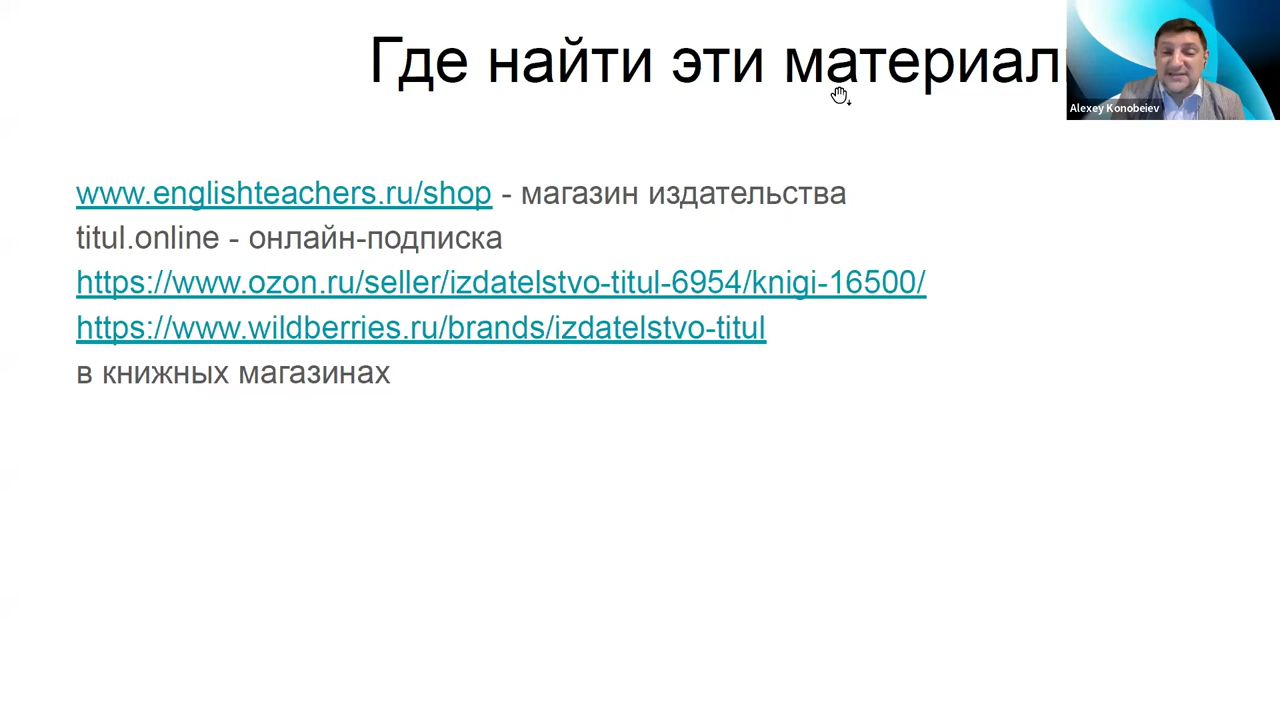 Где найти эти материал
Alexey Konobeiev
www.englishteachers.ru/shop - магазин издательства
titul.online - онлайн-подписка
https://www.ozon.ru/seller/izdatelstvo-titul-6954/knigi-16500/
https://www.wildberries.ru/brands/izdatelstvo-titul
в книжных магазинах